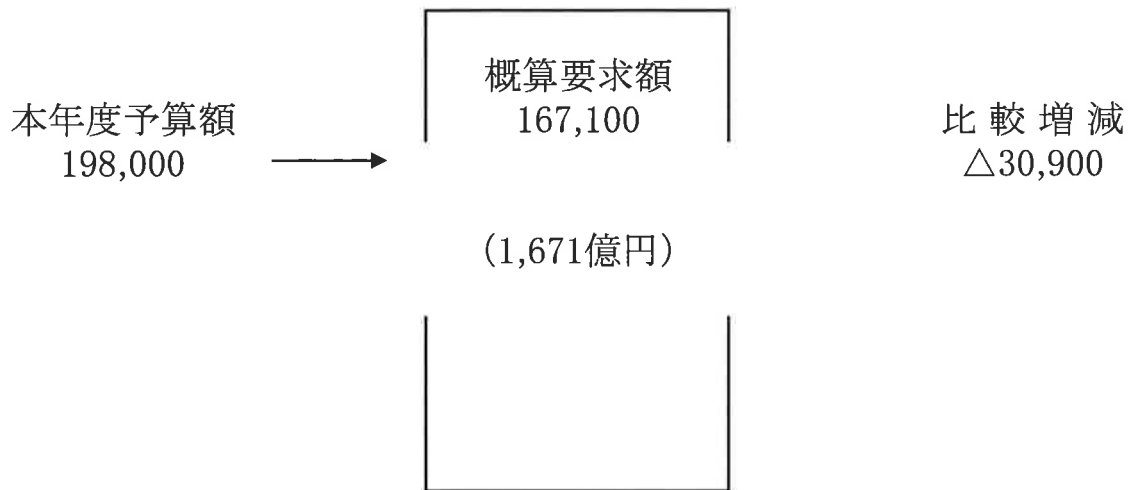 本年度予算額
198,000
概算要求額
167,100
(1,671億円)
比較増減
△30,900